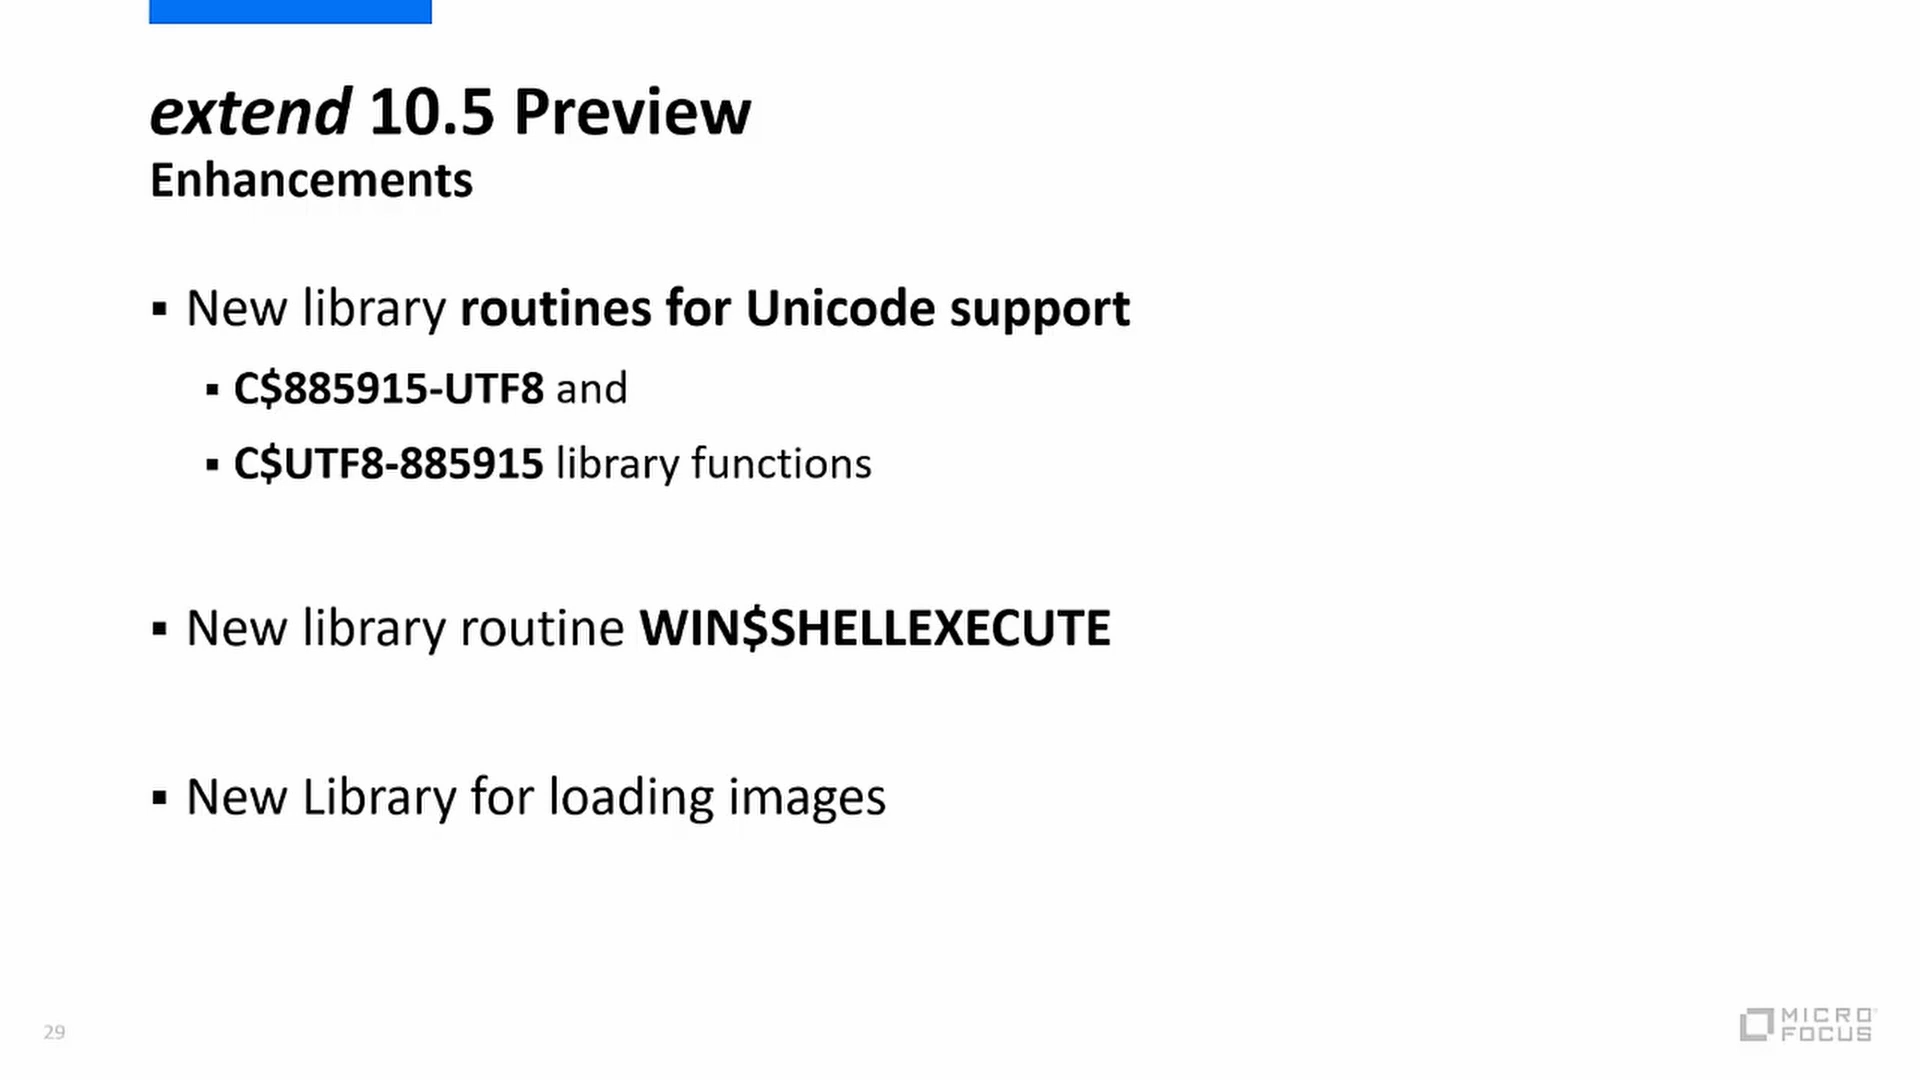 extend 10.5 Preview
Enhancements
▪ New library routines for Unicode support
▪ C$885915-UTF8 and
▪ C$UTF8-885915 library functions
▪ New library routine WIN$SHELLEXECUTE
▪ New Library for loading images
29
MICRO
FOCUS